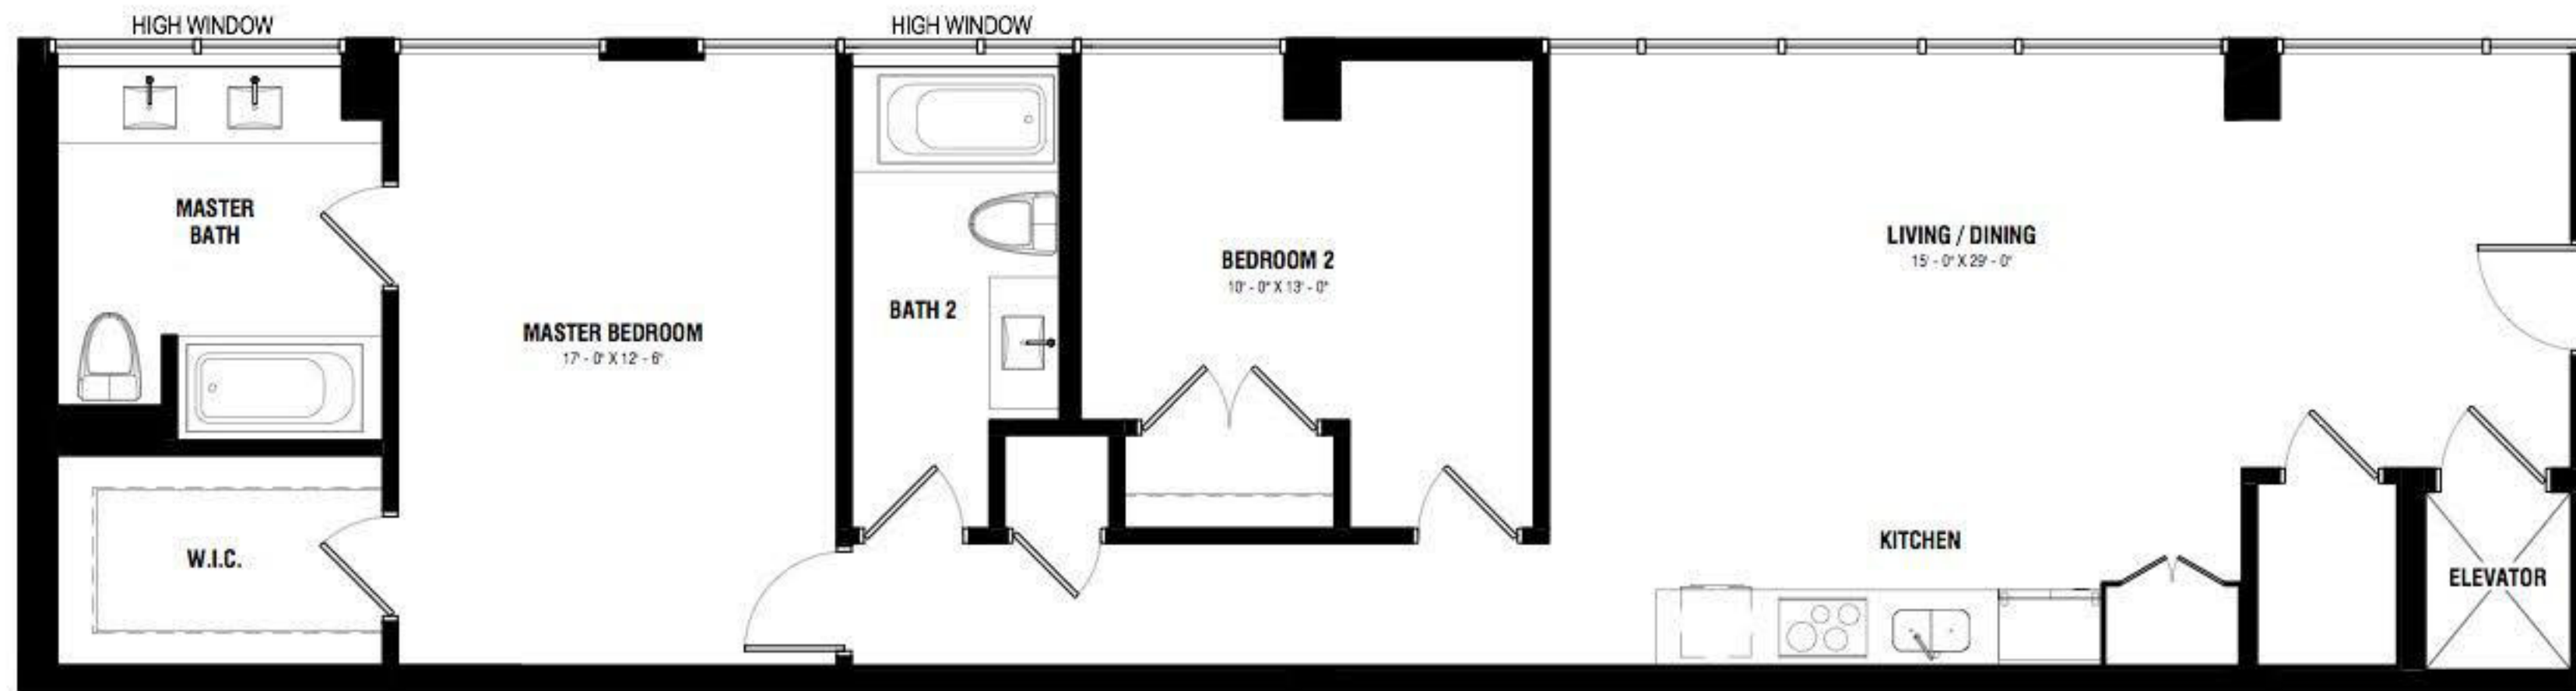 HIGH WINDOW
HIGH WINDOW
MASTER
BATH
MASTER BEDROOM
17' - 0" X 12' - 6"
BATH 2
BEDROOM 2
10' - 0" X 13' - 0"
LIVING / DINING
15' - 0" X 29' - 0"
W.I.C.
KITCHEN
ELEVATOR